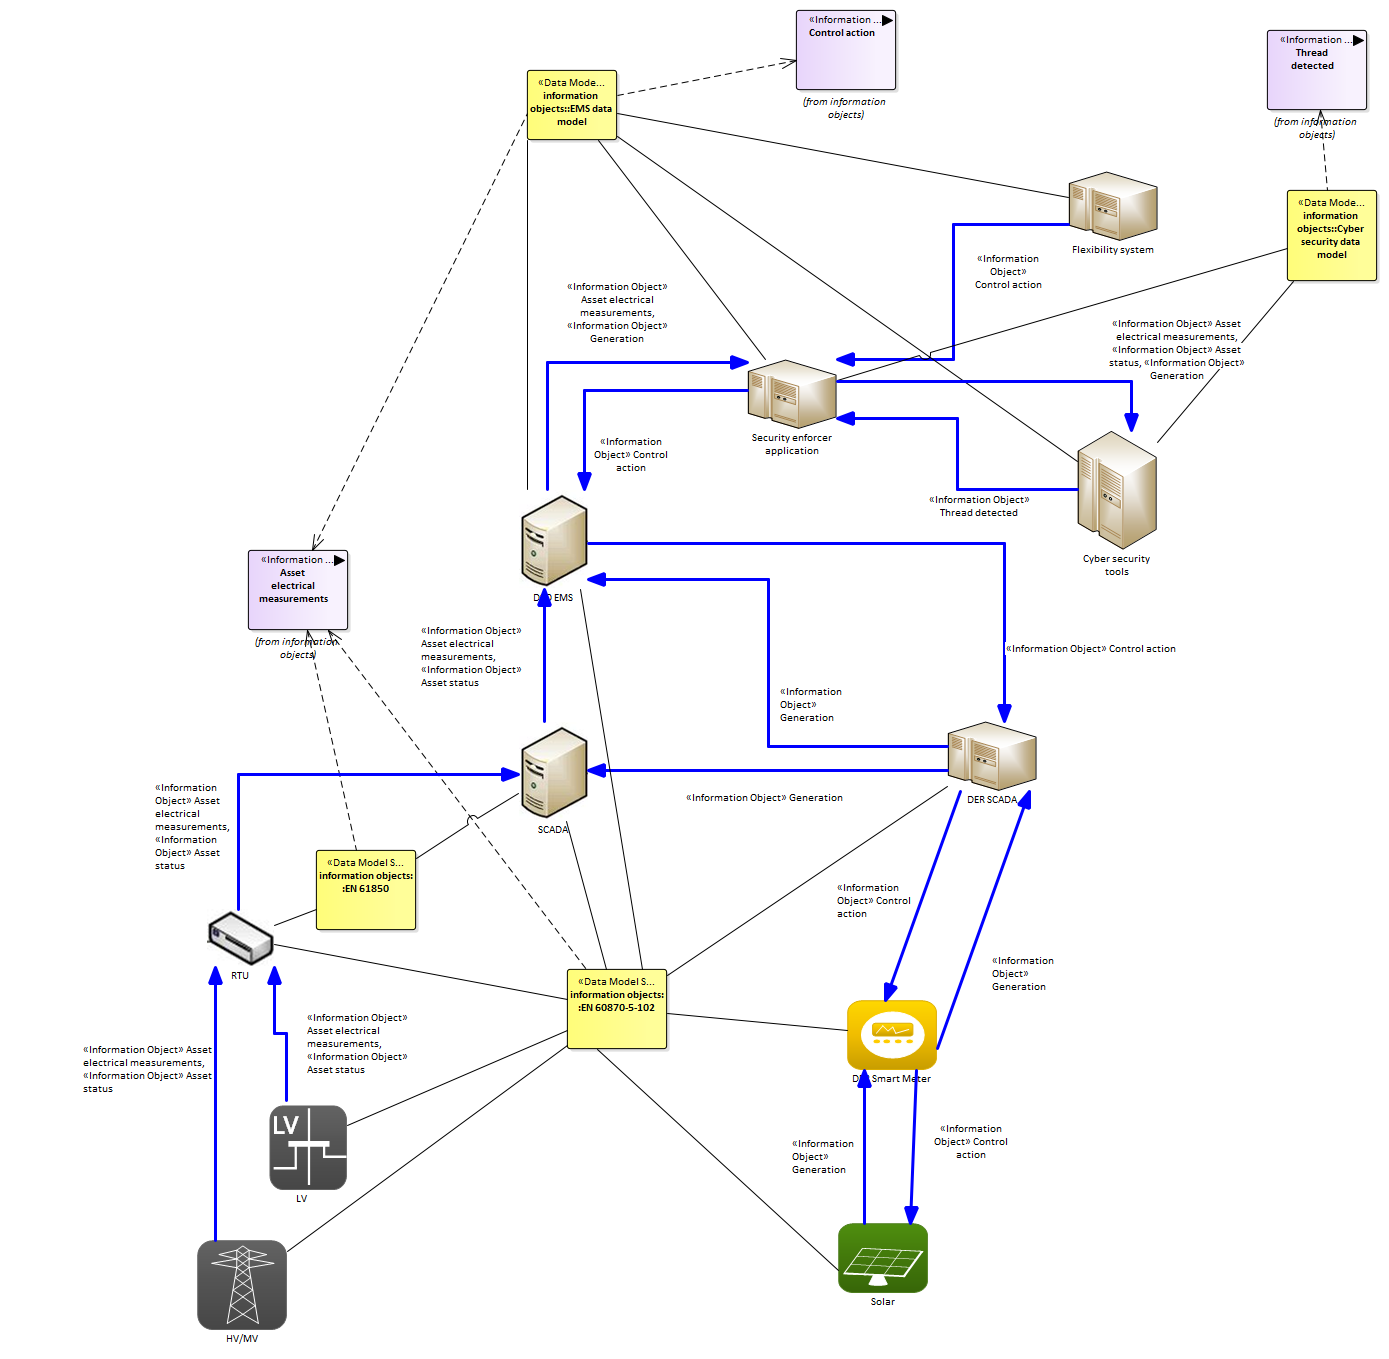 «Information ...
Control action
(from information
objects)
«Information ...
Thread
detected
(from information
objects)
«Data Mode...
information
objects::EMS data
model
«Data Mode...
information
objects::Cyber
security data
model
Flexibility system
«Information
Object»
Control action
«Information Object»
Asset electrical
measurements,
«Information Object»
Generation
«Information Object» Asset
electrical measurements,
«Information Object» Asset
status, «Information Object»
Generation
Security enforcer
application
«Information
Object» Control
action
«Information Object»
Thread detected
Cyber security
tools
«Information ...
Asset
electrical
measurements
(from information
objects)
EMS
«Information Object»
Asset electrical
measurements,
«Information Object»
Asset status
«Information Object» Control action
«Information
Object»
Generation
«Information
Object» Asset
electrical
measurements,
«Information
Object» Asset
status
SCADA
«Information Object» Generation
DER SCADA
«Data Model S...
information objects:
:EN 61850
«Information
Object» Control
action
RTU
«Information
Object»
Generation
«Data Model S...
information objects:
:EN 60870-5-102
«Information Object» Asset
electrical measurements,
«Information Object» Asset
status
«Information Object»
Asset electrical
measurements,
«Information Object»
Asset status
Smart Meter
«Information
Object»
Generation
«Information
Object» Control
action
LV
LV
Solar
HV/MV